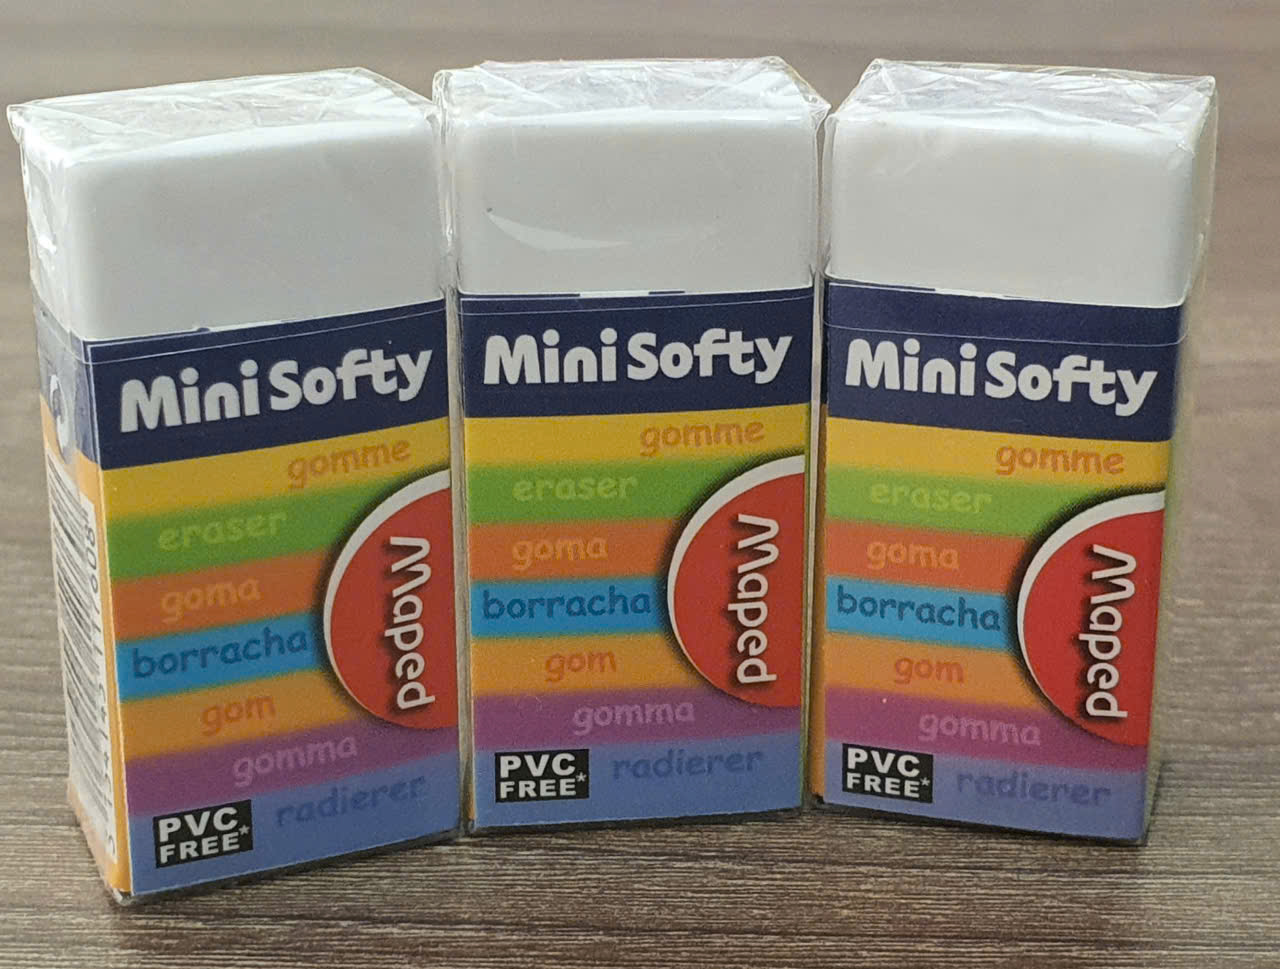 Mini Softy
gomme
eraser
goma
borracha
gom
gomma
radierer
PVC
FREE*
Maped
Mini Softy
gomme
eraser
goma
borracha
gom
gomma
radierer
PVC
FREE*
Maped
Mini Softy
gomme
eraser
goma
borracha
gom
gomma
radierer
PVC
FREE*
Maped